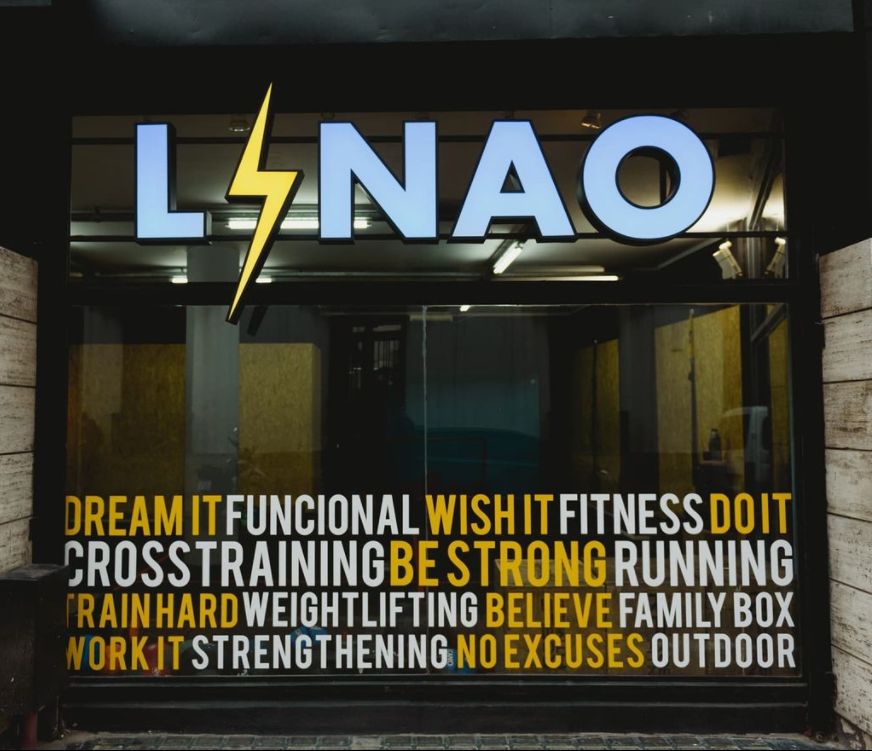 LINAO
DREAM IT FUNCIONAL WISH IT FITNESS DO IT
CROSSTRAINING BE STRONG RUNNING
TRAIN HARD WEIGHTLIFTING BELIEVE FAMILY BOX
WORK IT STRENGTHENING NO EXCUSES OUTDOOR